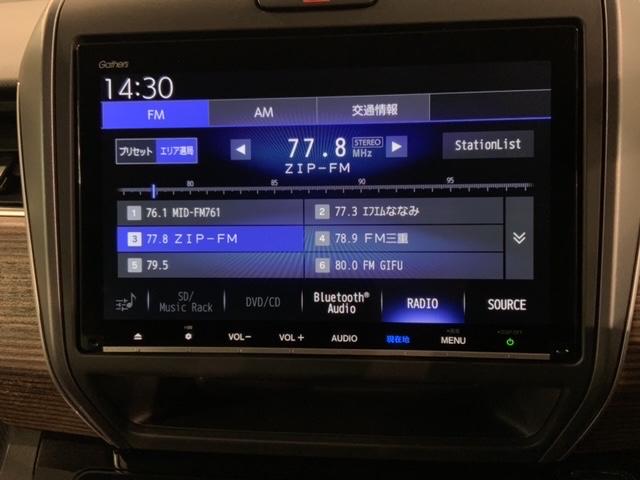 Gathers
14:30
FM AM 交通情報
プリセット エリア選局 ◀ 77.8 STEREO MHz ▶ StationList
ZIP-FM
80 85 90 95
1 76.1 MID-FM761 2 77.3 エフエムななみ
3 77.8 ZIP-FM 4 78.9 FM三重
5 79.5 6 80.0 FM GIFU
SD/ Music Rack DVD/CD Bluetooth® Audio RADIO SOURCE
VOL− VOL+ AUDIO 現在地 MENU